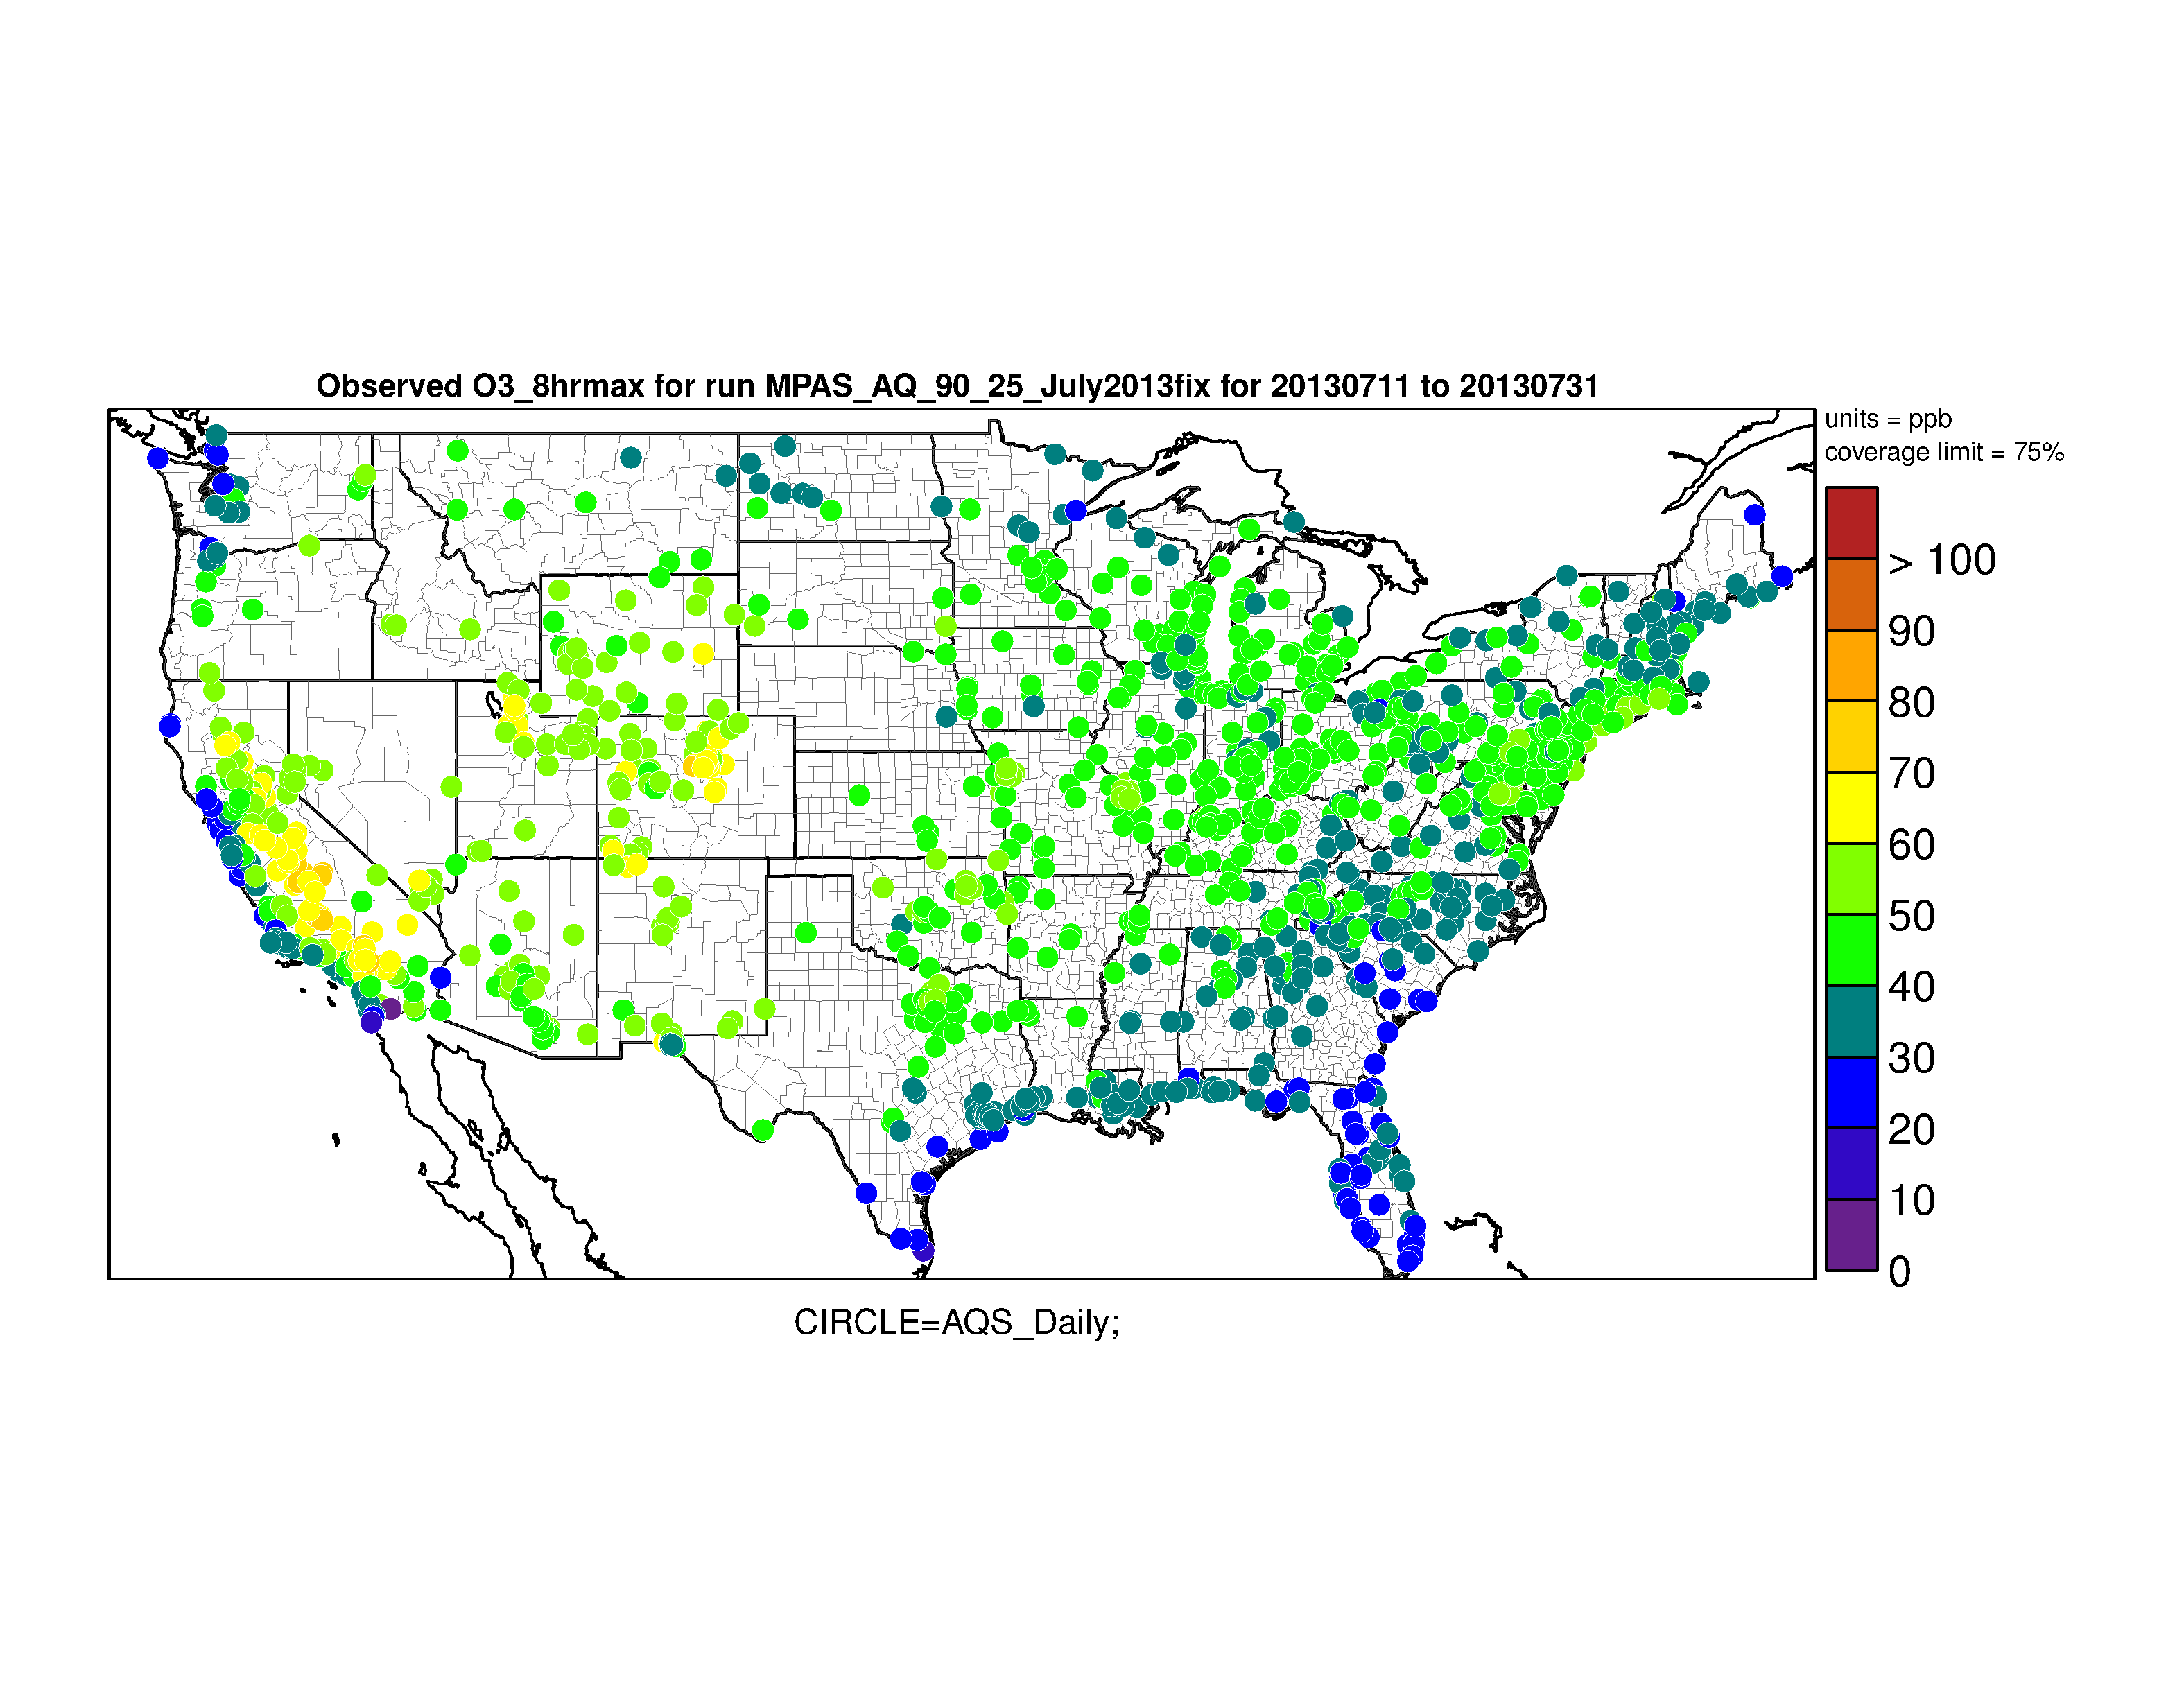 Observed O3_8hrmax for run MPAS_AQ_90_25_July2013fix for 20130711 to 20130731
units = ppb
coverage limit = 75%
> 100
90
80
70
60
50
40
30
20
10
0
CIRCLE=AQS_Daily;